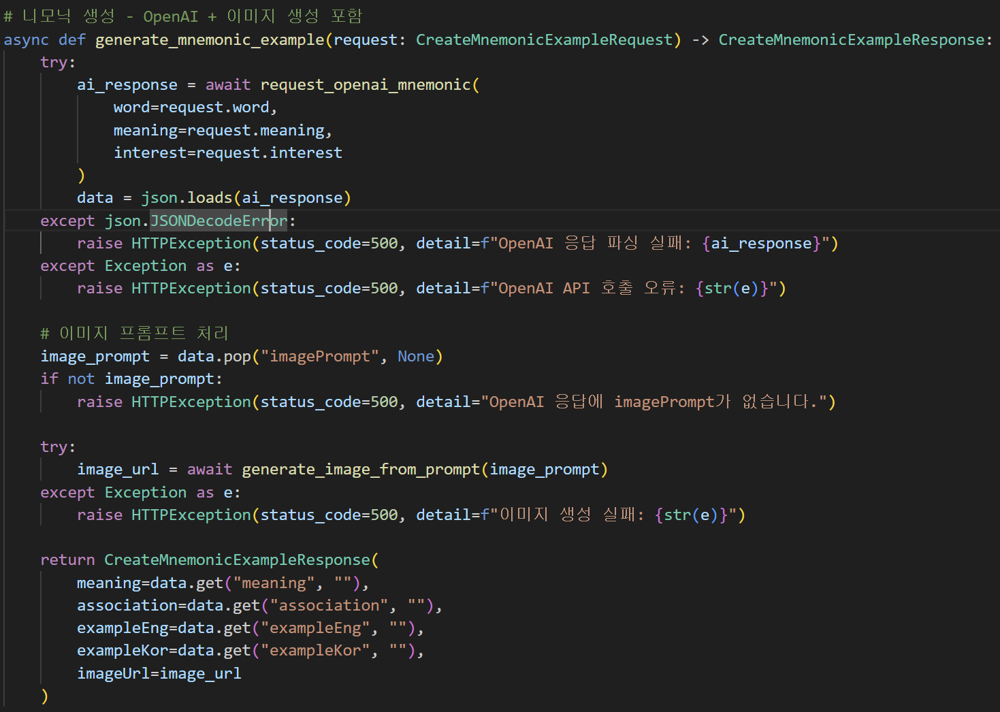 # 니모닉 생성 - OpenAI + 이미지 생성 포함
async def generate_mnemonic_example(request: CreateMnemonicExampleRequest) -> CreateMnemonicExampleResponse:
    try:
        ai_response = await request_openai_mnemonic(
            word=request.word,
            meaning=request.meaning,
            interest=request.interest
        )
        data = json.loads(ai_response)
    except json.JSONDecodeError:
        raise HTTPException(status_code=500, detail=f"OpenAI 응답 파싱 실패: {ai_response}")
    except Exception as e:
        raise HTTPException(status_code=500, detail=f"OpenAI API 호출 오류: {str(e)}")

    # 이미지 프롬프트 처리
    image_prompt = data.pop("imagePrompt", None)
    if not image_prompt:
        raise HTTPException(status_code=500, detail="OpenAI 응답에 imagePrompt가 없습니다.")

    try:
        image_url = await generate_image_from_prompt(image_prompt)
    except Exception as e:
        raise HTTPException(status_code=500, detail=f"이미지 생성 실패: {str(e)}")

    return CreateMnemonicExampleResponse(
        meaning=data.get("meaning", ""),
        association=data.get("association", ""),
        exampleEng=data.get("exampleEng", ""),
        exampleKor=data.get("exampleKor", ""),
        imageUrl=image_url
    )